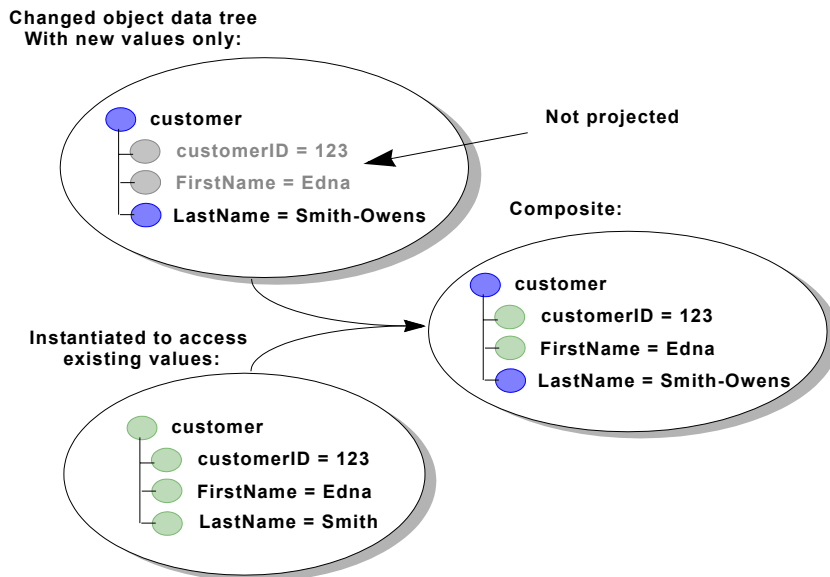 Changed object data tree
With new values only:
customer
customerID = 123
FirstName = Edna
LastName = Smith-Owens
Not projected
Composite:
customer
customerID = 123
FirstName = Edna
LastName = Smith-Owens
Instantiated to access
existing values:
customer
customerID = 123
FirstName = Edna
LastName = Smith